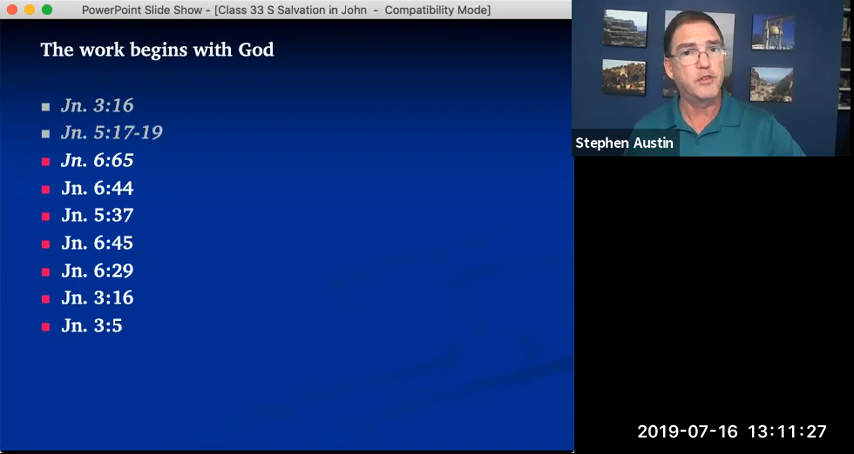 PowerPoint Slide Show - [Class 33 S Salvation in John - Compatibility Mode]
The work begins with God
Jn. 3:16
Jn. 5:17-19
Jn. 6:65
Jn. 6:44
Jn. 5:37
Jn. 6:45
Jn. 6:29
Jn. 3:16
Jn. 3:5
Stephen Austin
2019-07-16 13:11:27